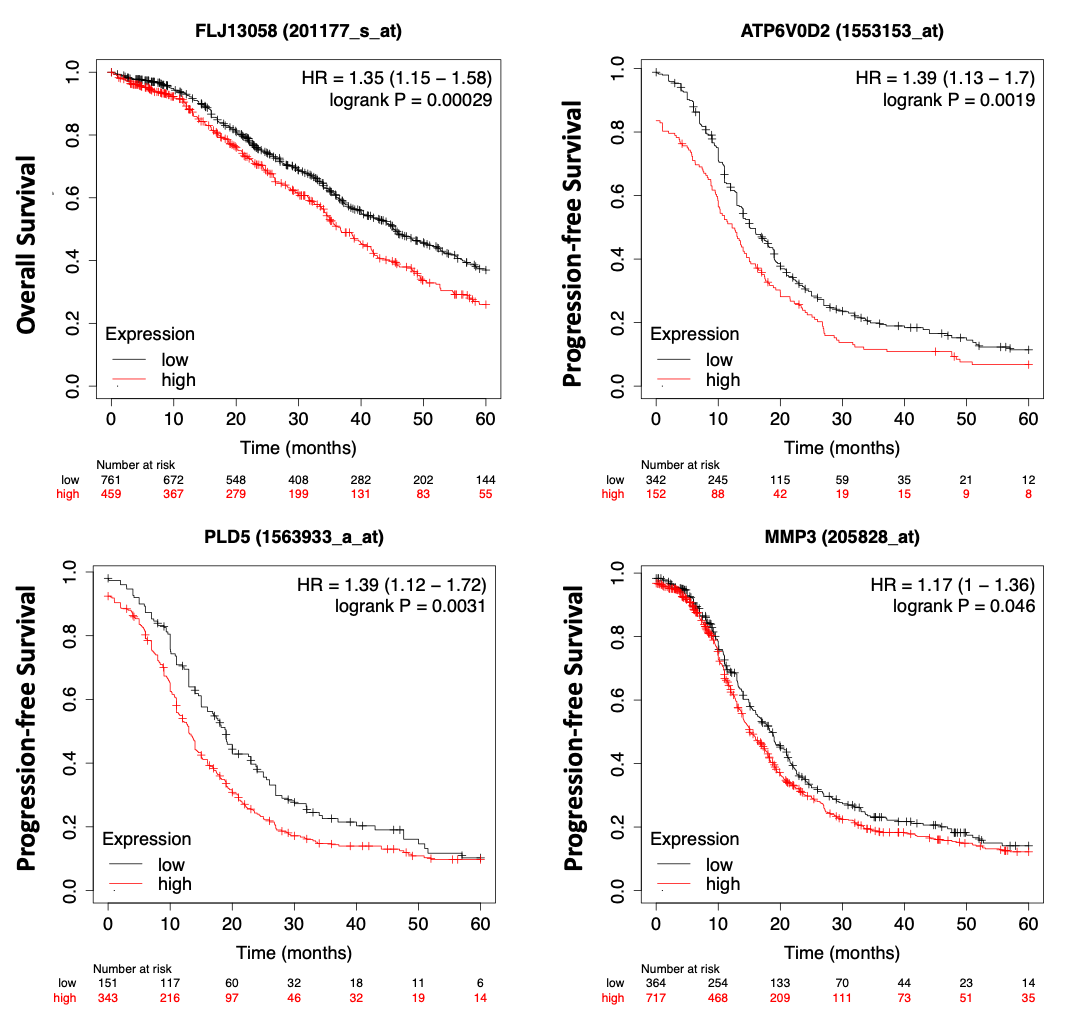 FLJ13058 (201177_s_at)
HR = 1.35 (1.15 − 1.58)
logrank P = 0.00029
Overall Survival
1.0
0.8
0.6
0.4
0.2
0.0
Expression
low
high
0 10 20 30 40 50 60
Time (months)
Number at risk
low 761 672 548 408 282 202 144
high 459 367 279 199 131 83 55
ATP6V0D2 (1553153_at)
HR = 1.39 (1.13 − 1.7)
logrank P = 0.0019
Progression-free Survival
1.0
0.8
0.6
0.4
0.2
0.0
Expression
low
high
0 10 20 30 40 50 60
Time (months)
Number at risk
low 342 245 115 59 35 21 12
high 152 88 42 19 15 9 8
PLD5 (1563933_a_at)
HR = 1.39 (1.12 − 1.72)
logrank P = 0.0031
Progression-free Survival
1.0
0.8
0.6
0.4
0.2
0.0
Expression
low
high
0 10 20 30 40 50 60
Time (months)
Number at risk
low 151 117 60 32 18 11 6
high 343 216 97 46 32 19 14
MMP3 (205828_at)
HR = 1.17 (1 − 1.36)
logrank P = 0.046
Progression-free Survival
1.0
0.8
0.6
0.4
0.2
0.0
Expression
low
high
0 10 20 30 40 50 60
Time (months)
Number at risk
low 364 254 133 70 44 23 14
high 717 468 209 111 73 51 35